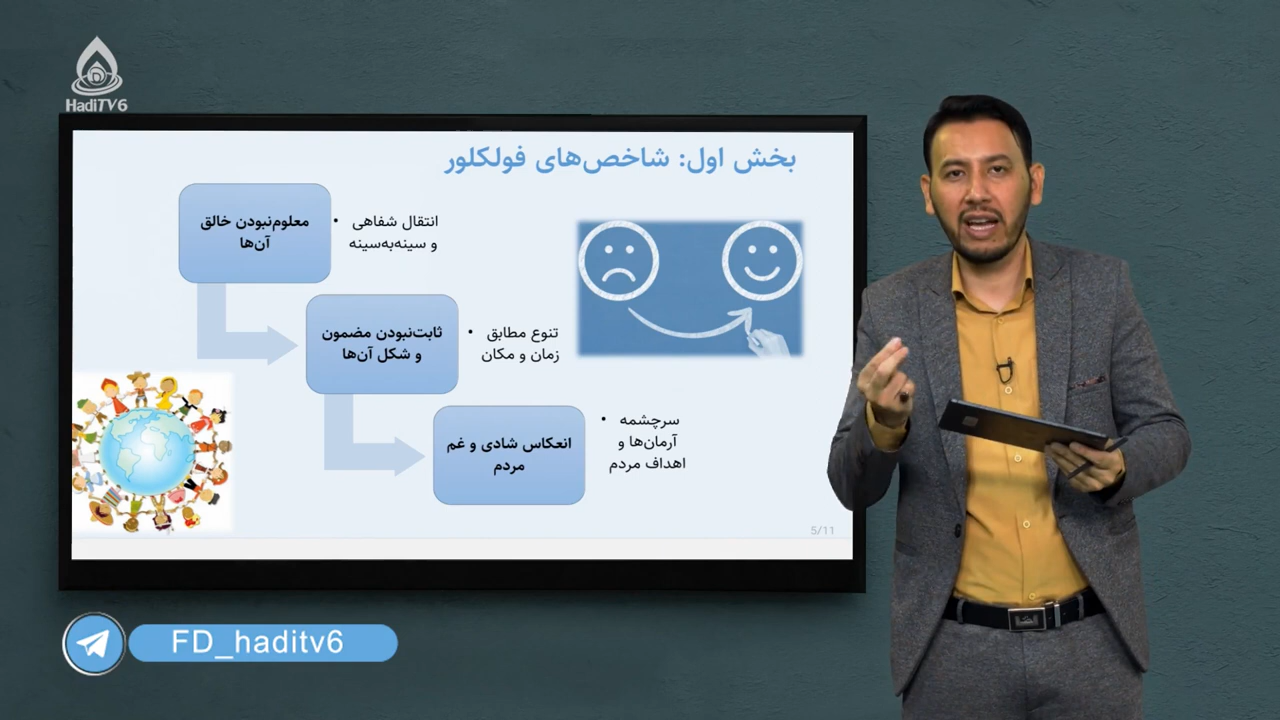 HadiTV6
بخش اول: شاخص‌های فولکلور
معلوم‌نبودن خالق
آن‌ها
• انتقال شفاهی
و سینه‌به‌سینه
ثابت‌نبودن مضمون
و شکل آن‌ها
• تنوع مطابق
زمان و مکان
انعکاس شادی و غم
مردم
• سرچشمه
آرمان‌ها و
اهداف مردم
5/11
FD_haditv6